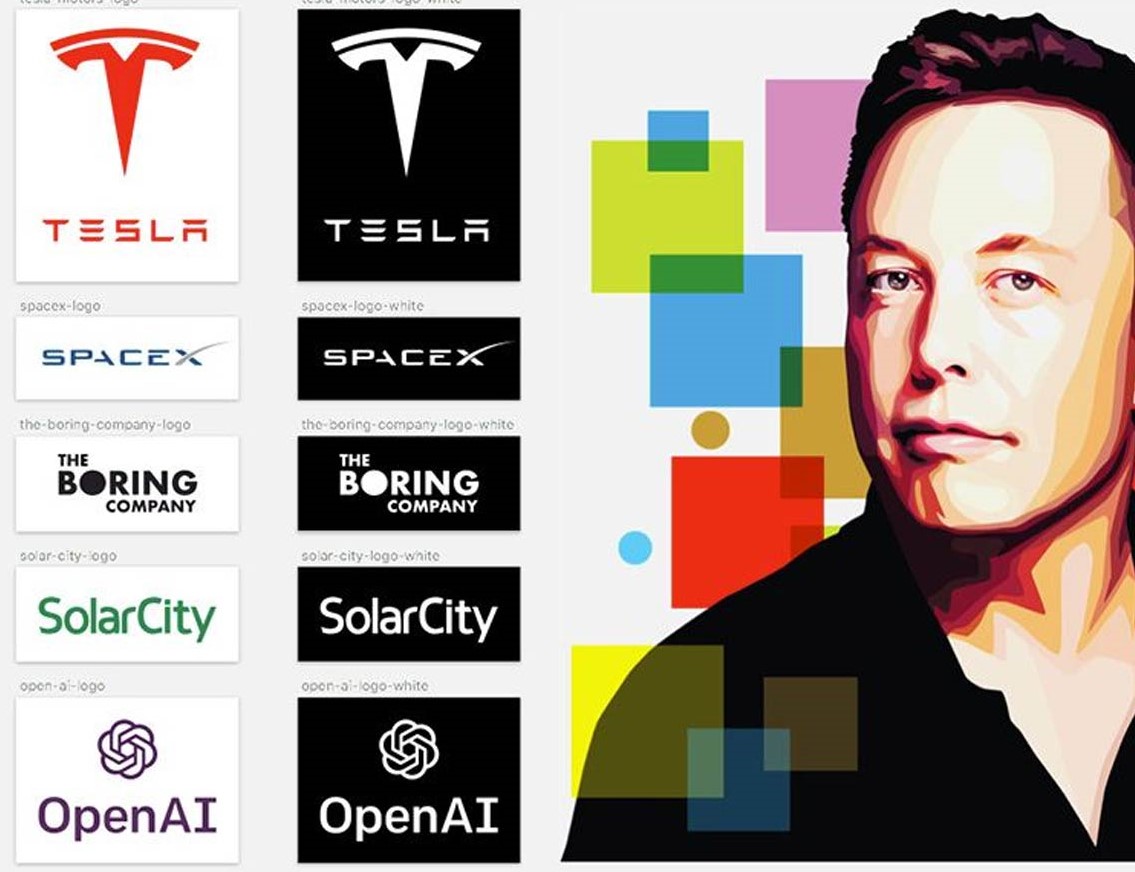 tesla-motors-logo
tesla-motors-logo-white
TESLA
TESLA
spacex-logo
spacex-logo-white
SPACEX
SPACEX
the-boring-company-logo
the-boring-company-logo-white
THE
BORING
COMPANY
THE
BORING
COMPANY
solar-city-logo
solar-city-logo-white
SolarCity
SolarCity
open-ai-logo
open-ai-logo-white
OpenAI
OpenAI